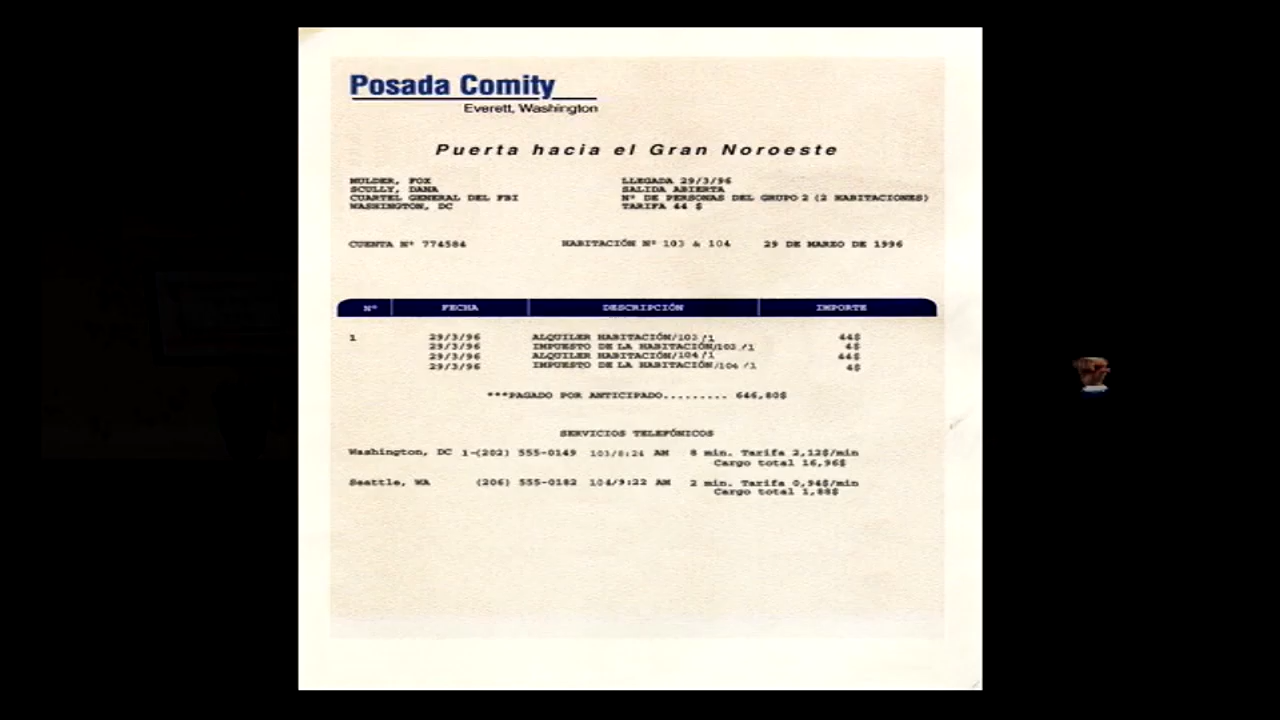 Posada Comity
Everett, Washington
Puerta hacia el Gran Noroeste
MULDER, FOX
SCULLY, DANA
CUARTEL GENERAL DEL FBI
WASHINGTON, DC
LLEGADA 29/3/96
SALIDA ABIERTA
Nº DE PERSONAS DEL GRUPO 2 (2 HABITACIONES)
TARIFA 44 $
CUENTA Nº 774584 HABITACIÓN Nº 103 & 104 29 DE MARZO DE 1996
Nº FECHA DESCRIPCIÓN IMPORTE
1 29/3/96 ALQUILER HABITACIÓN/103/1 44$
29/3/96 IMPUESTO DE LA HABITACIÓN/103/1 4$
29/3/96 ALQUILER HABITACIÓN/104/1 44$
29/3/96 IMPUESTO DE LA HABITACIÓN/104/1 4$
***PAGADO POR ANTICIPADO........ 646,80$
SERVICIOS TELEFÓNICOS
Washington, DC 1-(202) 555-0149 103/8:24 AM 8 min. Tarifa 2,12$/min
Cargo total 16,96$
Seattle, WA (206) 555-0182 104/9:22 AM 2 min. Tarifa 0,94$/min
Cargo total 1,88$